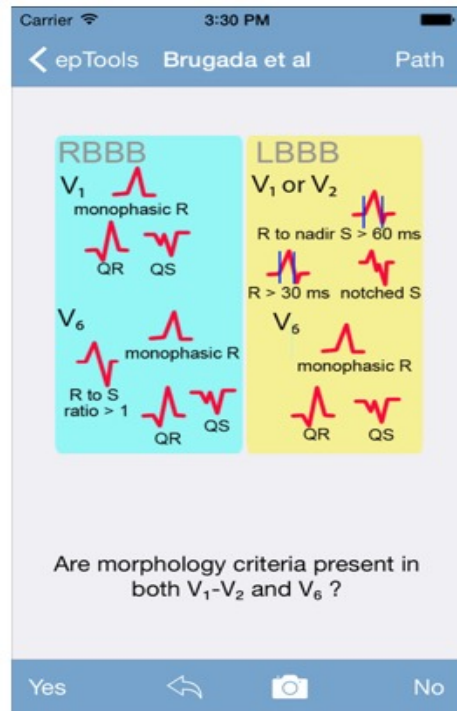 Carrier 3:30 PM
epTools Brugada et al Path
RBBB
V₁
monophasic R
QR QS
V₆
monophasic R
R to S
ratio > 1
QR QS
LBBB
V₁ or V₂
R to nadir S > 60 ms
R > 30 ms notched S
V₆
monophasic R
QR QS
Are morphology criteria present in
both V₁-V₂ and V₆ ?
Yes No